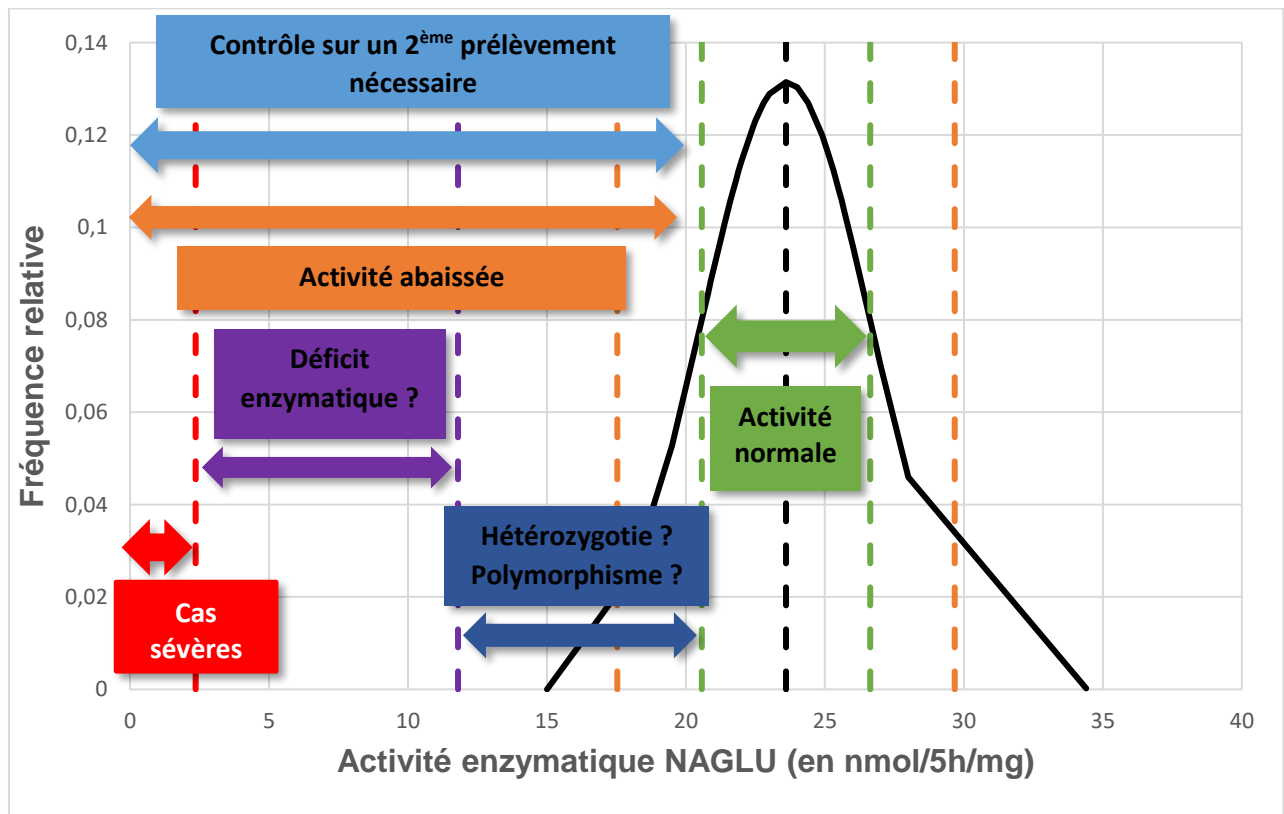 Contrôle sur un 2ème prélèvement
nécessaire
Activité abaissée
Déficit
enzymatique ?
Activité
normale
Hétérozygotie ?
Polymorphisme ?
Cas
sévères
Fréquence relative
0,14
0,12
0,1
0,08
0,06
0,04
0,02
0
0 5 10 15 20 25 30 35 40
Activité enzymatique NAGLU (en nmol/5h/mg)